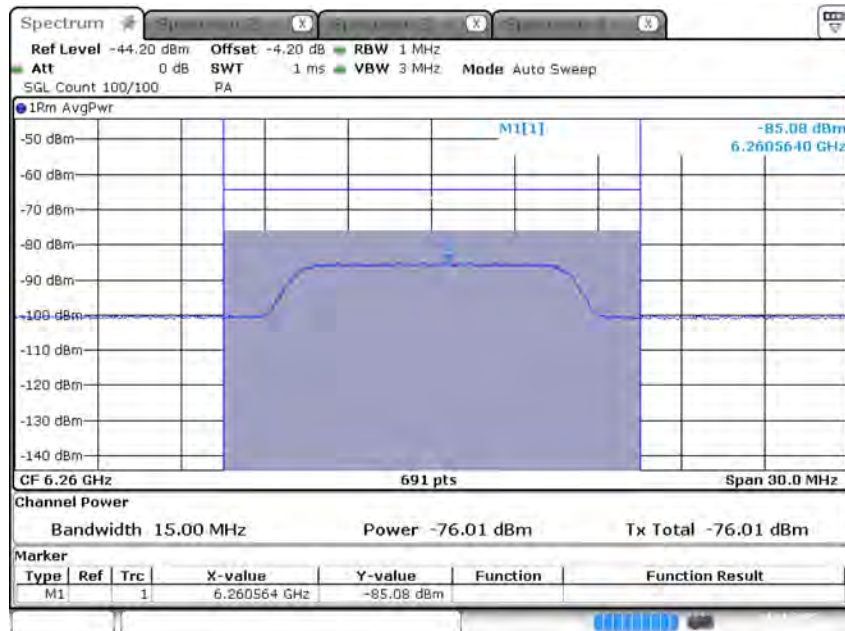 Spectrum X X X
Ref Level -44.20 dBm Offset -4.20 dB RBW 1 MHz
Att 0 dB SWT 1 ms VBW 3 MHz Mode Auto Sweep
SGL Count 100/100 PA
1Rm AvgPwr
M1[1] -85.08 dBm
6.2605640 GHz
-50 dBm
-60 dBm
-70 dBm
-80 dBm
-90 dBm
-100 dBm
-110 dBm
-120 dBm
-130 dBm
-140 dBm
CF 6.26 GHz 691 pts Span 30.0 MHz
Channel Power
Bandwidth 15.00 MHz Power -76.01 dBm Tx Total -76.01 dBm
Marker
Type Ref Trc X-value Y-value Function Function Result
M1 1 6.260564 GHz -85.08 dBm